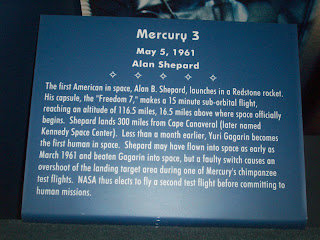 Mercury 3
May 5, 1961
Alan Shepard
The first American in space, Alan B. Shepard, launches in a Redstone rocket.
His capsule, the "Freedom 7," makes a 15 minute sub-orbital flight,
reaching an altitude of 116.5 miles, 16.5 miles above where space officially
begins. Shepard lands 300 miles from Cape Canaveral (later named
Kennedy Space Center). Less than a month earlier, Yuri Gagarin becomes
the first human in space. Shepard may have flown into space as early as
March 1961 and beaten Gagarin into space, but a faulty switch causes an
overshoot of the landing target area during one of Mercury's chimpanzee
test flights. NASA thus elects to fly a second test flight before committing to
human missions.